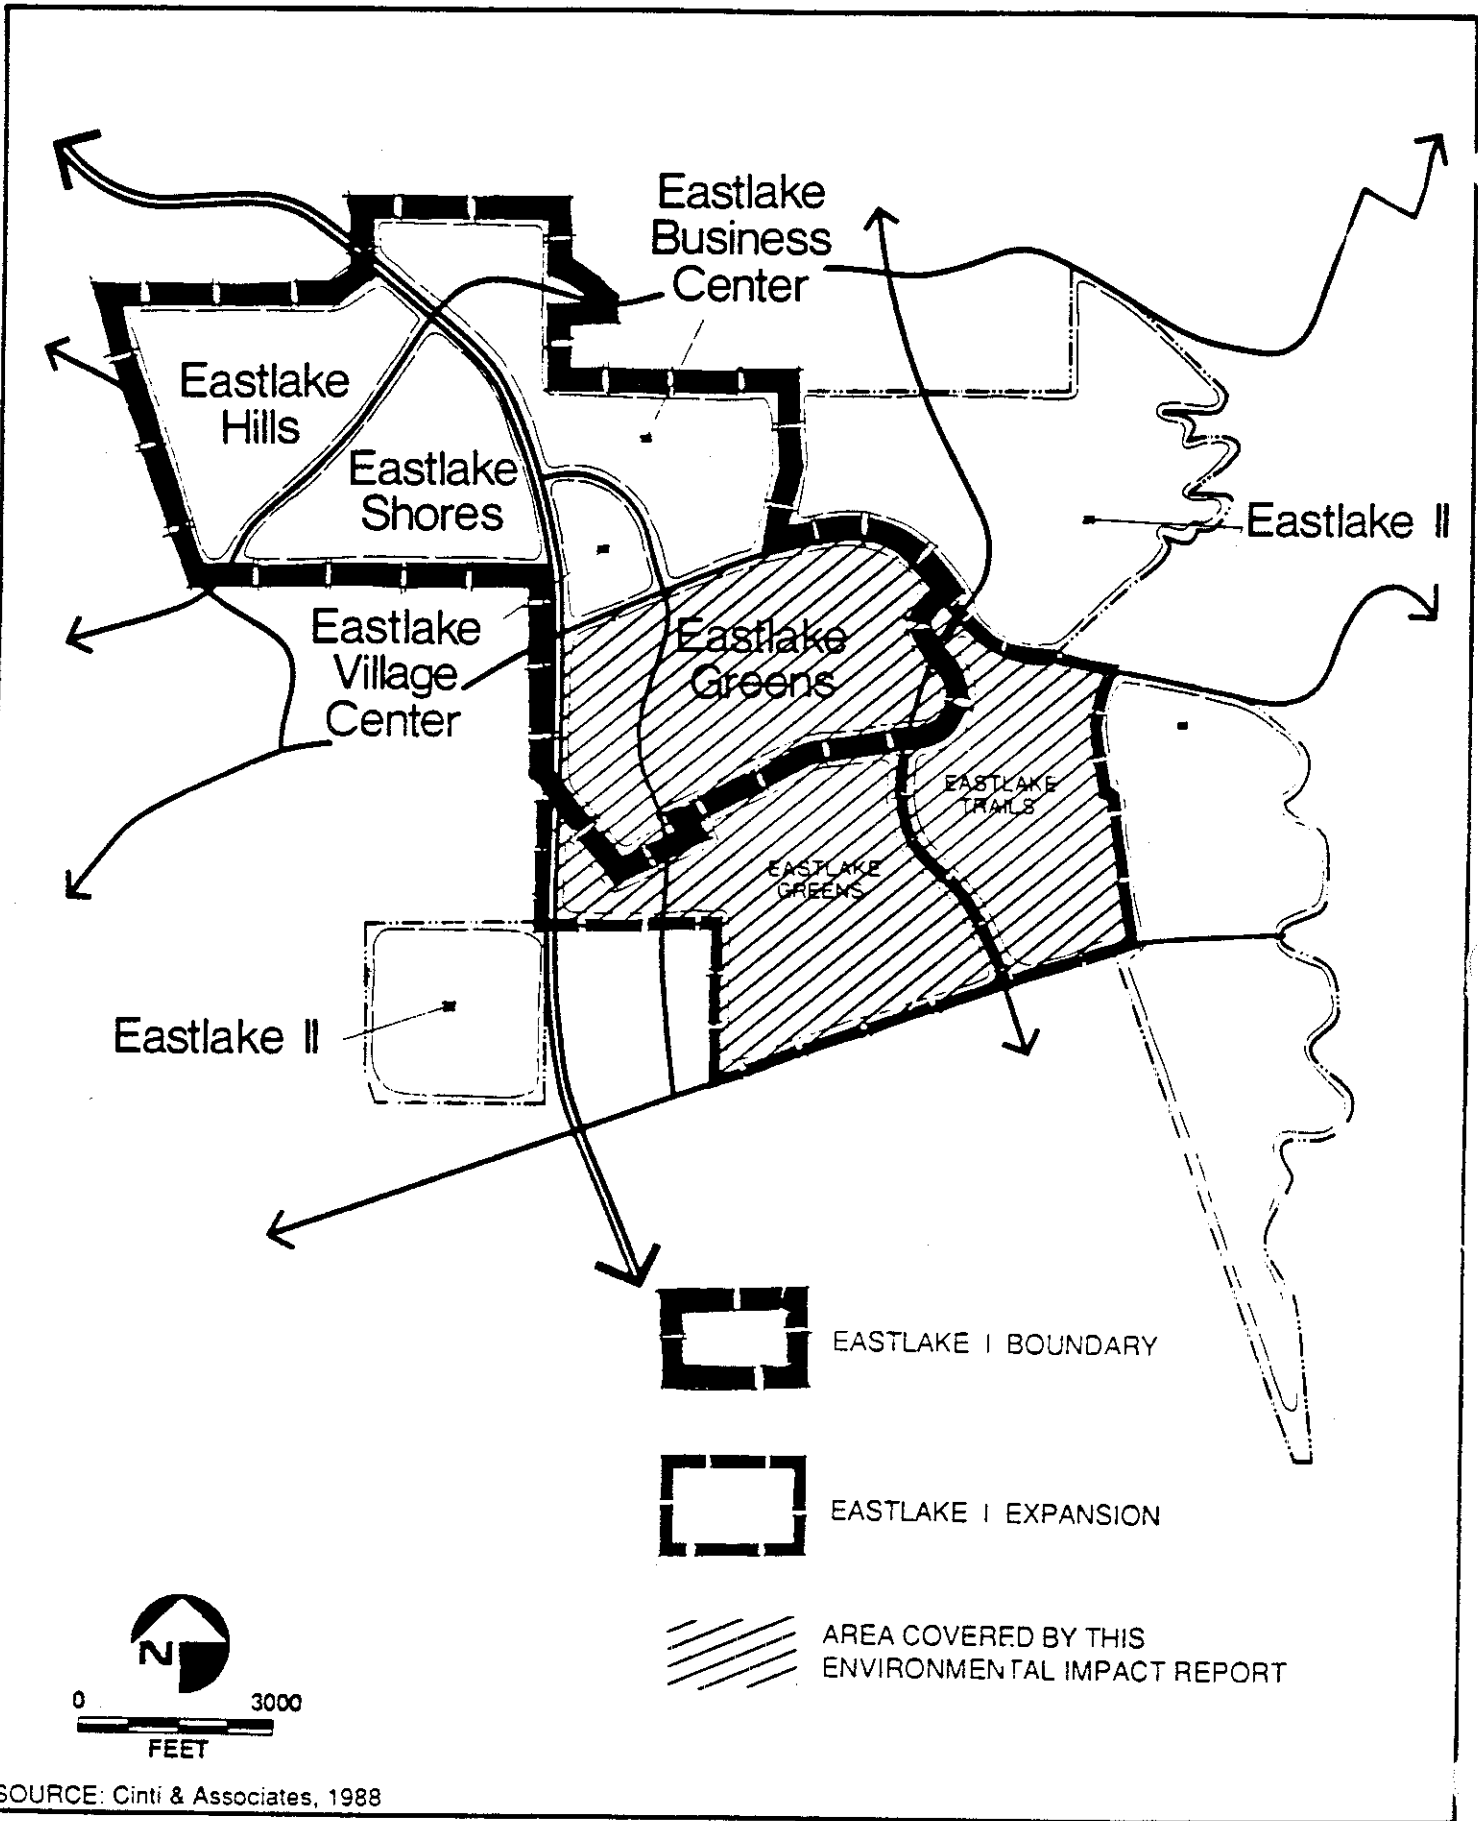 Eastlake
Business
Center
Eastlake
Hills
Eastlake
Shores
Eastlake II
Eastlake
Village
Center
Eastlake
Greens
EASTLAKE
TRAILS
EASTLAKE
GREENS
Eastlake II
EASTLAKE I BOUNDARY
EASTLAKE I EXPANSION
AREA COVERED BY THIS
ENVIRONMENTAL IMPACT REPORT
N
0 3000
FEET
SOURCE: Cinti & Associates, 1988